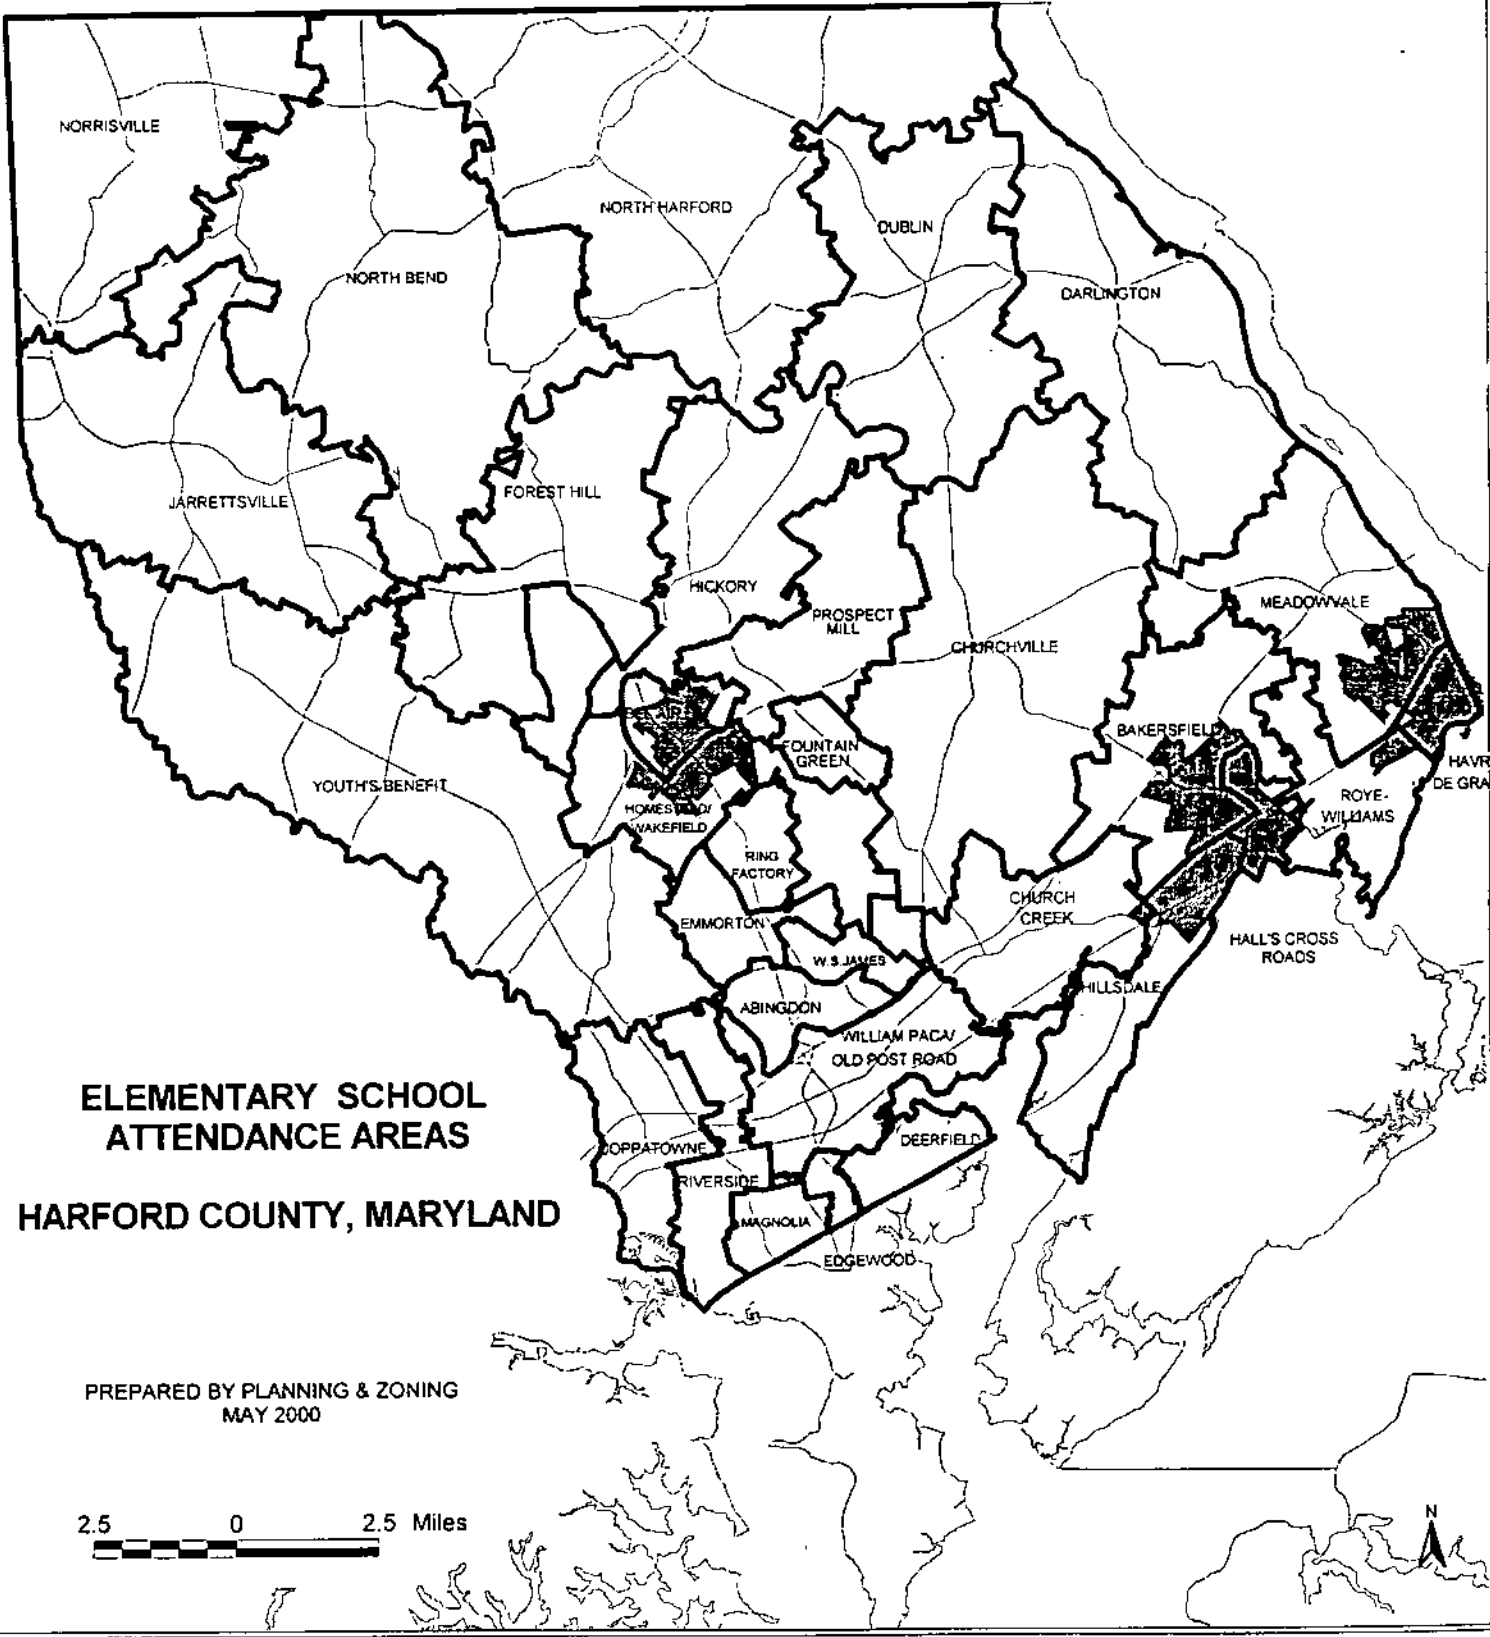 NORRISVILLE
NORTH HARFORD
DUBLIN
NORTH BEND
DARLINGTON
JARRETTSVILLE
FOREST HILL
HICKORY
PROSPECT
MILL
MEADOWVALE
CHURCHVILLE
BEL AIR
BAKERSFIELD
FOUNTAIN
GREEN
HAVR
DE GRA
YOUTH'S BENEFIT
HOMESTEAD/
WAKEFIELD
ROYE-
WILLIAMS
RING
FACTORY
CHURCH
CREEK
EMMORTON
HALL'S CROSS
ROADS
W.S.JAMES
HILLSDALE
ABINGDON
WILLIAM PACA/
OLD POST ROAD
ELEMENTARY SCHOOL
ATTENDANCE AREAS
HARFORD COUNTY, MARYLAND
JOPPATOWNE
DEERFIELD
RIVERSIDE
MAGNOLIA
EDGEWOOD
PREPARED BY PLANNING & ZONING
MAY 2000
2.5 0 2.5 Miles
N